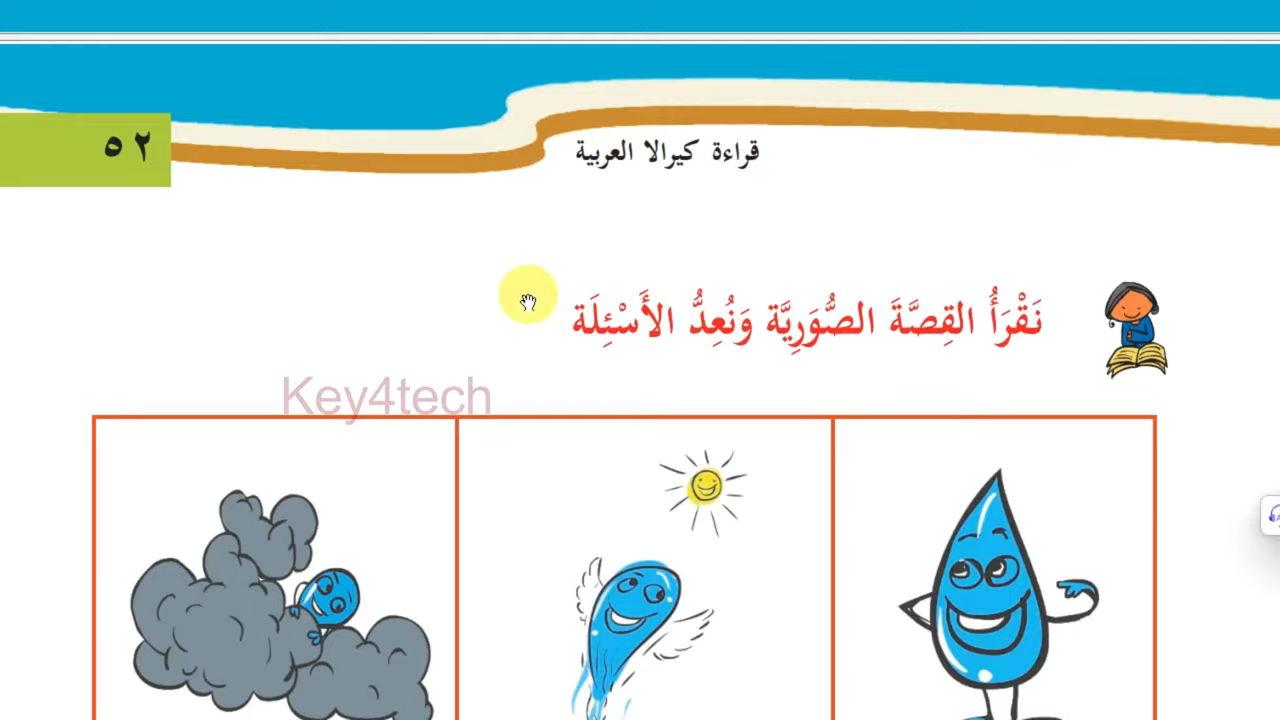 قراءة كيرالا العربية
٥٢
نَقْرَأُ القِصَّةَ الصُّوَرِيَّة وَنُعِدُّ الأَسْئِلَة
Key4tech